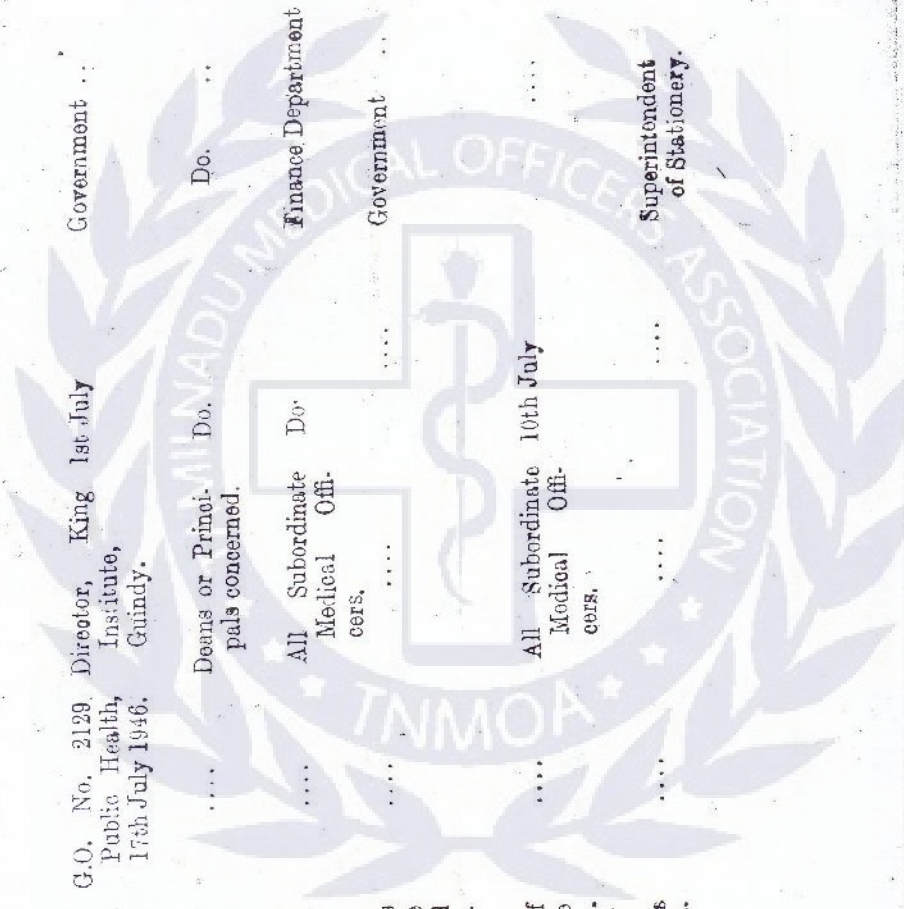 G.O. No. 2129 Director, King 1st July Government ..
Public Health, Institute,
17th July 1946. Guindy.
.... Deans or Princi- Do. Do. ..
pals concerned.
.... All Subordinate Do. Finance Department
Medical Offi-
cers.
.... .... .... Government ..
.... All Subordinate 10th July ....
Medical Offi-
cers.
.... .... .... Superintendent
of Stationery.
TAMILNADU MEDICAL OFFICERS ASSOCIATION
TNMOA